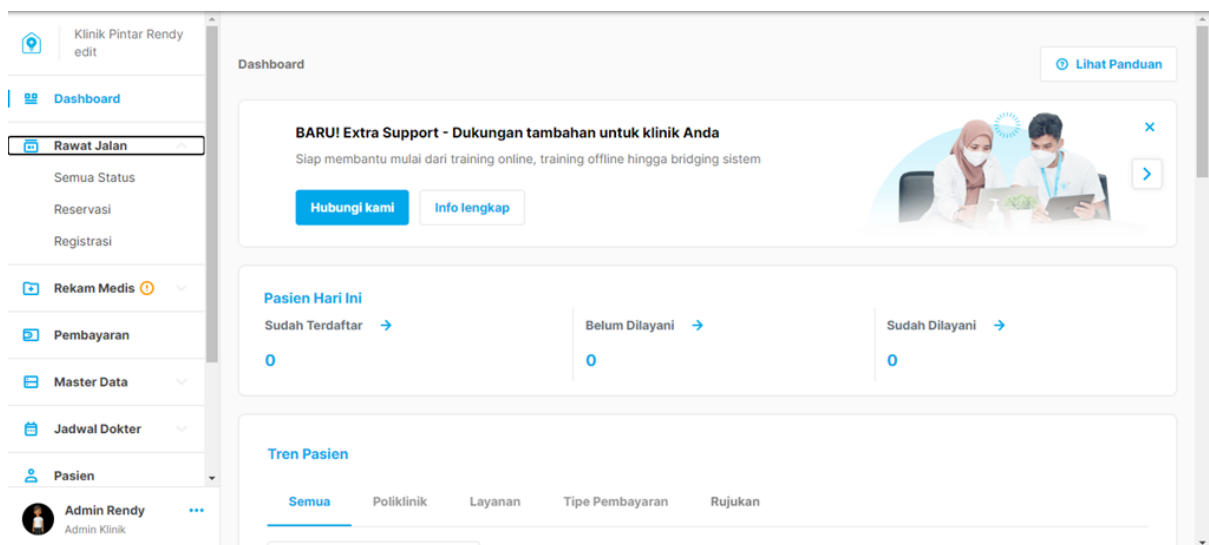 Klinik Pintar Rendy
edit
Dashboard
Rawat Jalan
Semua Status
Reservasi
Registrasi
Rekam Medis
Pembayaran
Master Data
Jadwal Dokter
Pasien
Admin Rendy
Admin Klinik
Dashboard
Lihat Panduan
BARU! Extra Support - Dukungan tambahan untuk klinik Anda
Siap membantu mulai dari training online, training offline hingga bridging sistem
Hubungi kami
Info lengkap
Pasien Hari Ini
Sudah Terdaftar
0
Belum Dilayani
0
Sudah Dilayani
0
Tren Pasien
Semua Poliklinik Layanan Tipe Pembayaran Rujukan